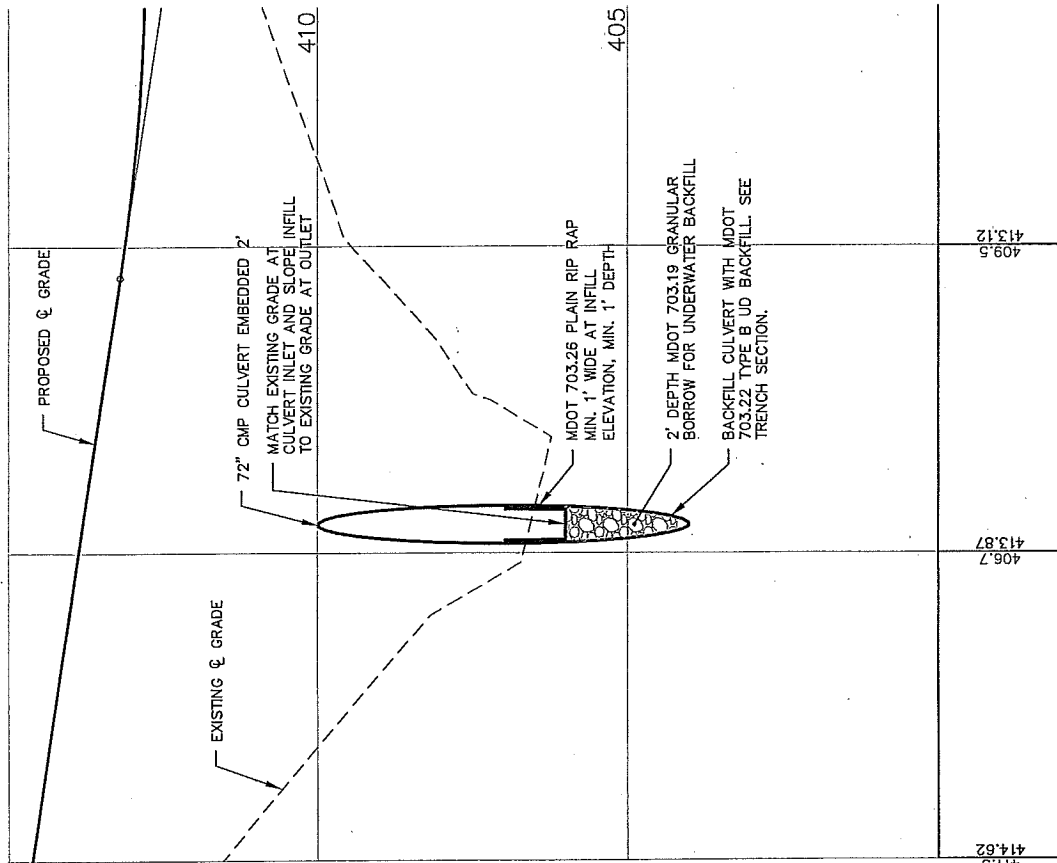 PROPOSED ℄ GRADE
410
405
72" CMP CULVERT EMBEDDED 2'
MATCH EXISTING GRADE AT
CULVERT INLET AND SLOPE INFILL
TO EXISTING GRADE AT OUTLET
MDOT 703.26 PLAIN RIP RAP
MIN. 1' WIDE AT INFILL
ELEVATION, MIN. 1' DEPTH
2' DEPTH MDOT 703.19 GRANULAR
BORROW FOR UNDERWATER BACKFILL
BACKFILL CULVERT WITH MDOT
703.22 TYPE B UD BACKFILL. SEE
TRENCH SECTION.
EXISTING ℄ GRADE
413.12
409.5
413.87
406.7
414.62